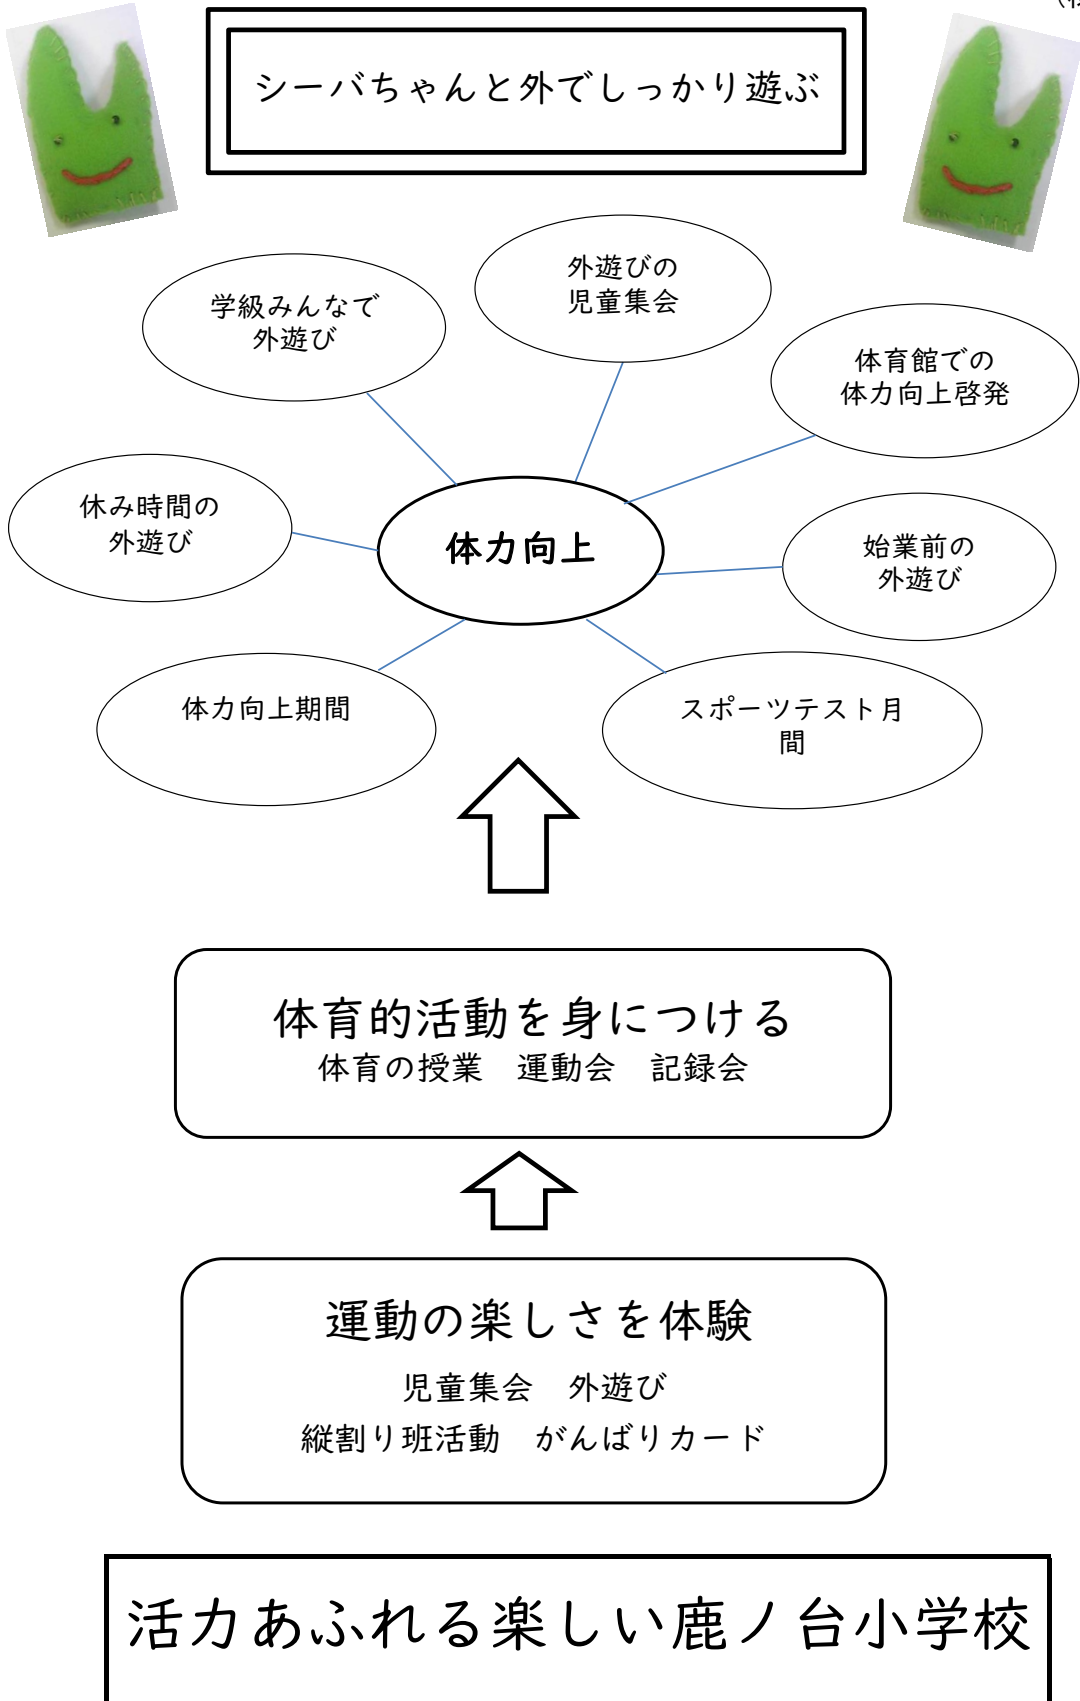 シーバちゃんと外でしっかり遊ぶ
外遊びの
児童集会
学級みんなで
外遊び
体育館での
体力向上啓発
休み時間の
外遊び
体力向上
始業前の
外遊び
体力向上期間
スポーツテスト月
間
体育的活動を身につける
体育の授業　運動会　記録会
運動の楽しさを体験
児童集会　外遊び
縦割り班活動　がんばりカード
活力あふれる楽しい鹿ノ台小学校